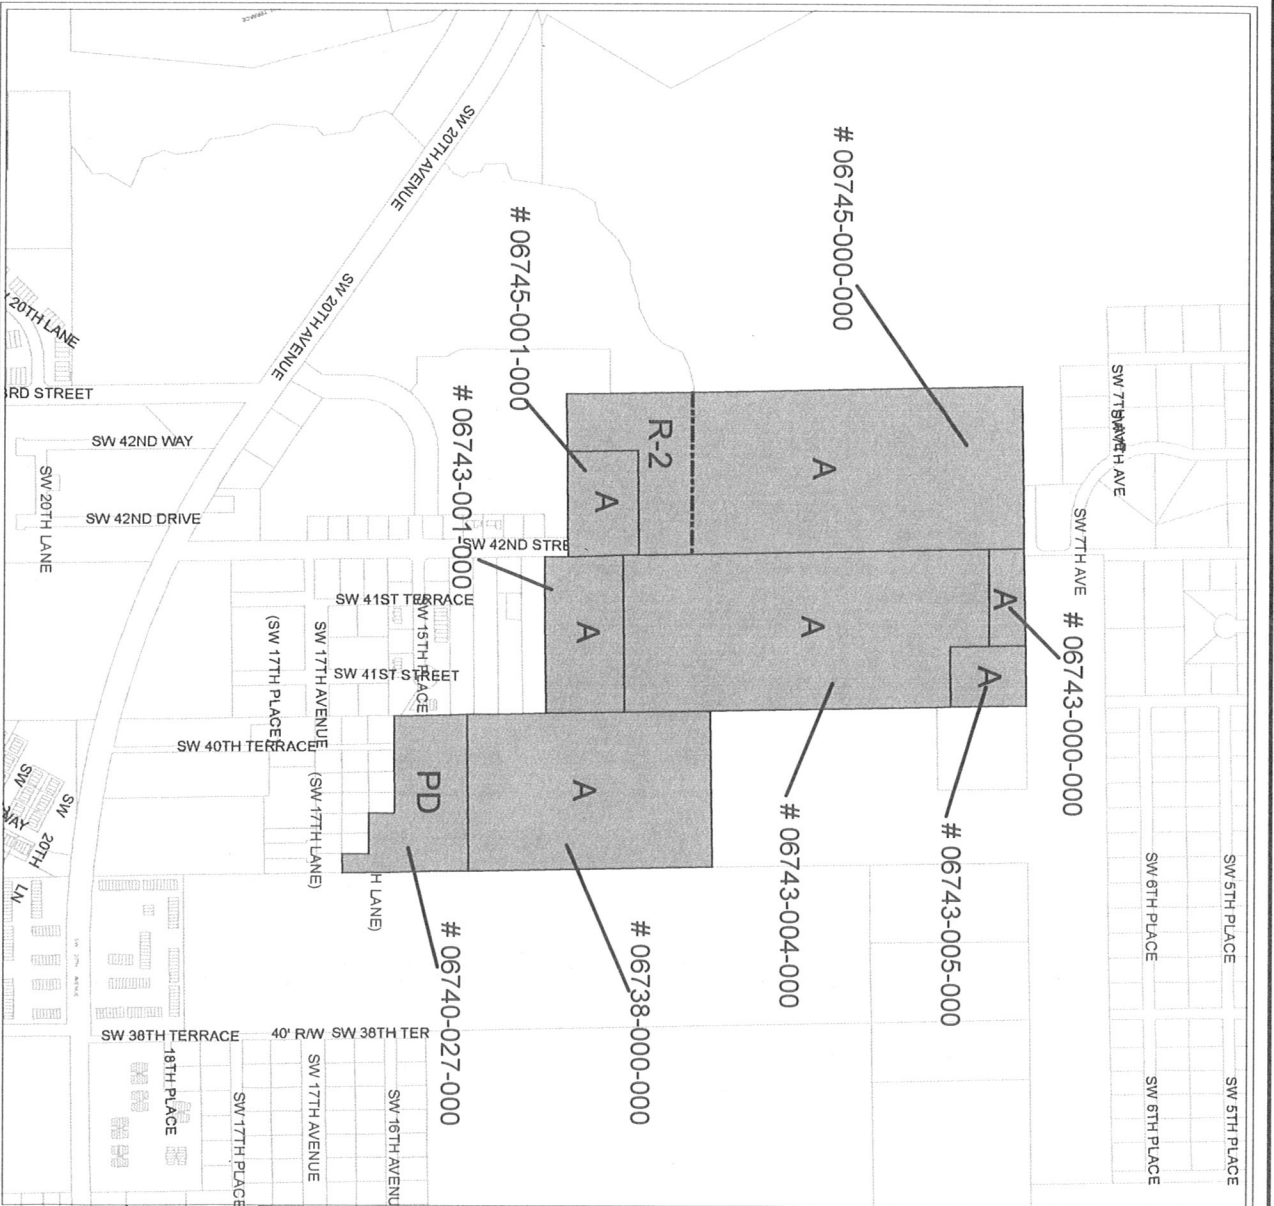 # 06745-000-000
# 06745-001-000
# 06743-001-000
# 06743-000-000
# 06743-005-000
# 06743-004-000
# 06738-000-000
# 06740-027-000
A
R-2
A
A
A
A
A
A
PD
SW 20TH AVENUE
SW 20TH AVENUE
20TH LANE
RD STREET
SW 42ND WAY
SW 20TH LANE
SW 42ND DRIVE
SW 42ND STRE
SW 41ST TERRACE
SW 15TH PLACE
SW 41ST STREET
SW 17TH AVENUE
(SW 17TH PLACE)
SW 40TH TERRACE
(SW 17TH LANE)
H LANE)
SW
SW
20TH
WAY
LN
SW 38TH TERRACE
40' R/W SW 38TH TER
18TH PLACE
SW 17TH PLACE
SW 17TH AVENUE
SW 16TH AVENU
SW 7TH AVE
SW 7TH AVE
SW 5TH PLACE
SW 6TH PLACE
SW 5TH PLACE
SW 6TH PLACE